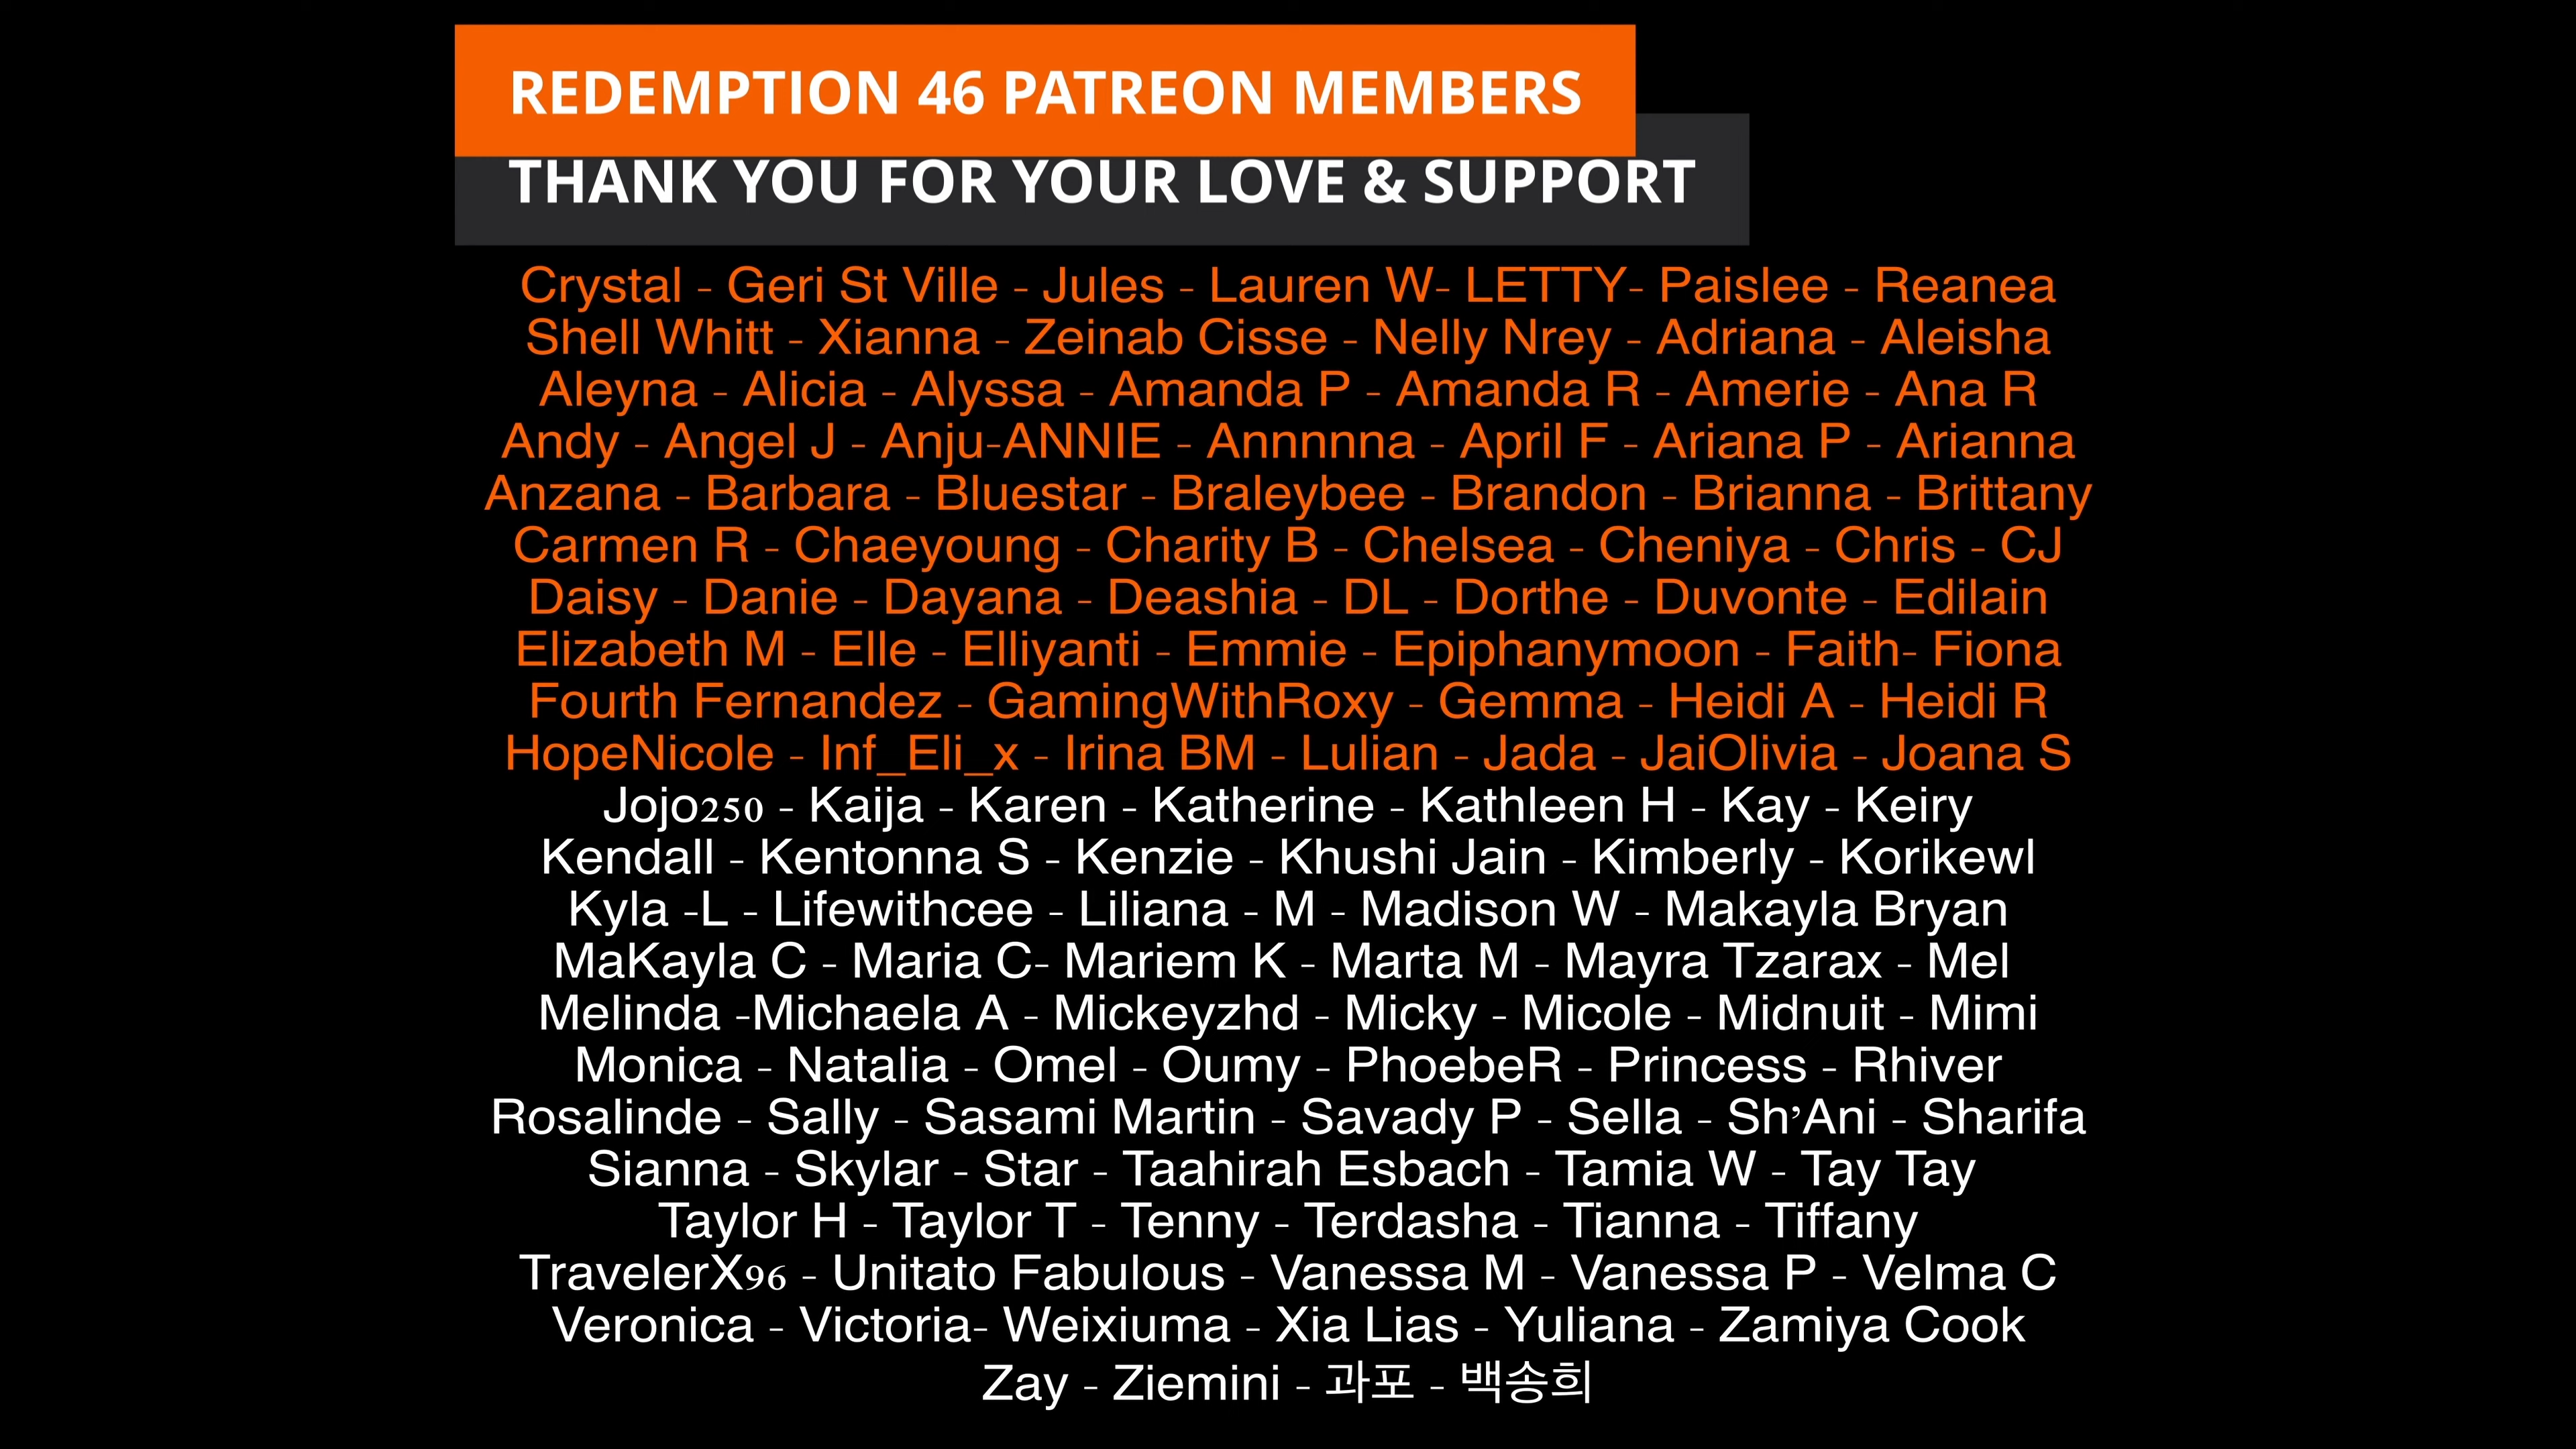 REDEMPTION 46 PATREON MEMBERS
THANK YOU FOR YOUR LOVE & SUPPORT
Crystal - Geri St Ville - Jules - Lauren W- LETTY- Paislee - Reanea
Shell Whitt - Xianna - Zeinab Cisse - Nelly Nrey - Adriana - Aleisha
Aleyna - Alicia - Alyssa - Amanda P - Amanda R - Amerie - Ana R
Andy - Angel J - Anju-ANNIE - Annnnna - April F - Ariana P - Arianna
Anzana - Barbara - Bluestar - Braleybee - Brandon - Brianna - Brittany
Carmen R - Chaeyoung - Charity B - Chelsea - Cheniya - Chris - CJ
Daisy - Danie - Dayana - Deashia - DL - Dorthe - Duvonte - Edilain
Elizabeth M - Elle - Elliyanti - Emmie - Epiphanymoon - Faith- Fiona
Fourth Fernandez - GamingWithRoxy - Gemma - Heidi A - Heidi R
HopeNicole - Inf_Eli_x - Irina BM - Lulian - Jada - JaiOlivia - Joana S
Jojo250 - Kaija - Karen - Katherine - Kathleen H - Kay - Keiry
Kendall - Kentonna S - Kenzie - Khushi Jain - Kimberly - Korikewl
Kyla -L - Lifewithcee - Liliana - M - Madison W - Makayla Bryan
MaKayla C - Maria C- Mariem K - Marta M - Mayra Tzarax - Mel
Melinda -Michaela A - Mickeyzhd - Micky - Micole - Midnuit - Mimi
Monica - Natalia - Omel - Oumy - PhoebeR - Princess - Rhiver
Rosalinde - Sally - Sasami Martin - Savady P - Sella - Sh’Ani - Sharifa
Sianna - Skylar - Star - Taahirah Esbach - Tamia W - Tay Tay
Taylor H - Taylor T - Tenny - Terdasha - Tianna - Tiffany
TravelerX96 - Unitato Fabulous - Vanessa M - Vanessa P - Velma C
Veronica - Victoria- Weixiuma - Xia Lias - Yuliana - Zamiya Cook
Zay - Ziemini - 과포 - 백송희